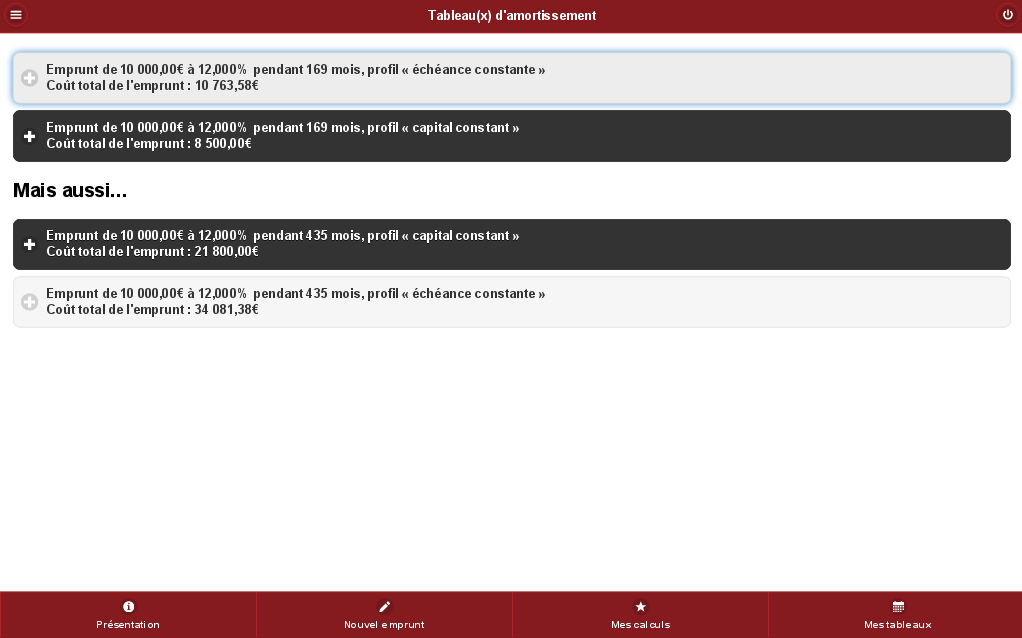 Tableau(x) d'amortissement
Emprunt de 10 000,00€ à 12,000% pendant 169 mois, profil « échéance constante »
Coût total de l'emprunt : 10 763,58€
Emprunt de 10 000,00€ à 12,000% pendant 169 mois, profil « capital constant »
Coût total de l'emprunt : 8 500,00€
Mais aussi...
Emprunt de 10 000,00€ à 12,000% pendant 435 mois, profil « capital constant »
Coût total de l'emprunt : 21 800,00€
Emprunt de 10 000,00€ à 12,000% pendant 435 mois, profil « échéance constante »
Coût total de l'emprunt : 34 081,38€
Présentation
Nouvel emprunt
Mes calculs
Mes tableaux